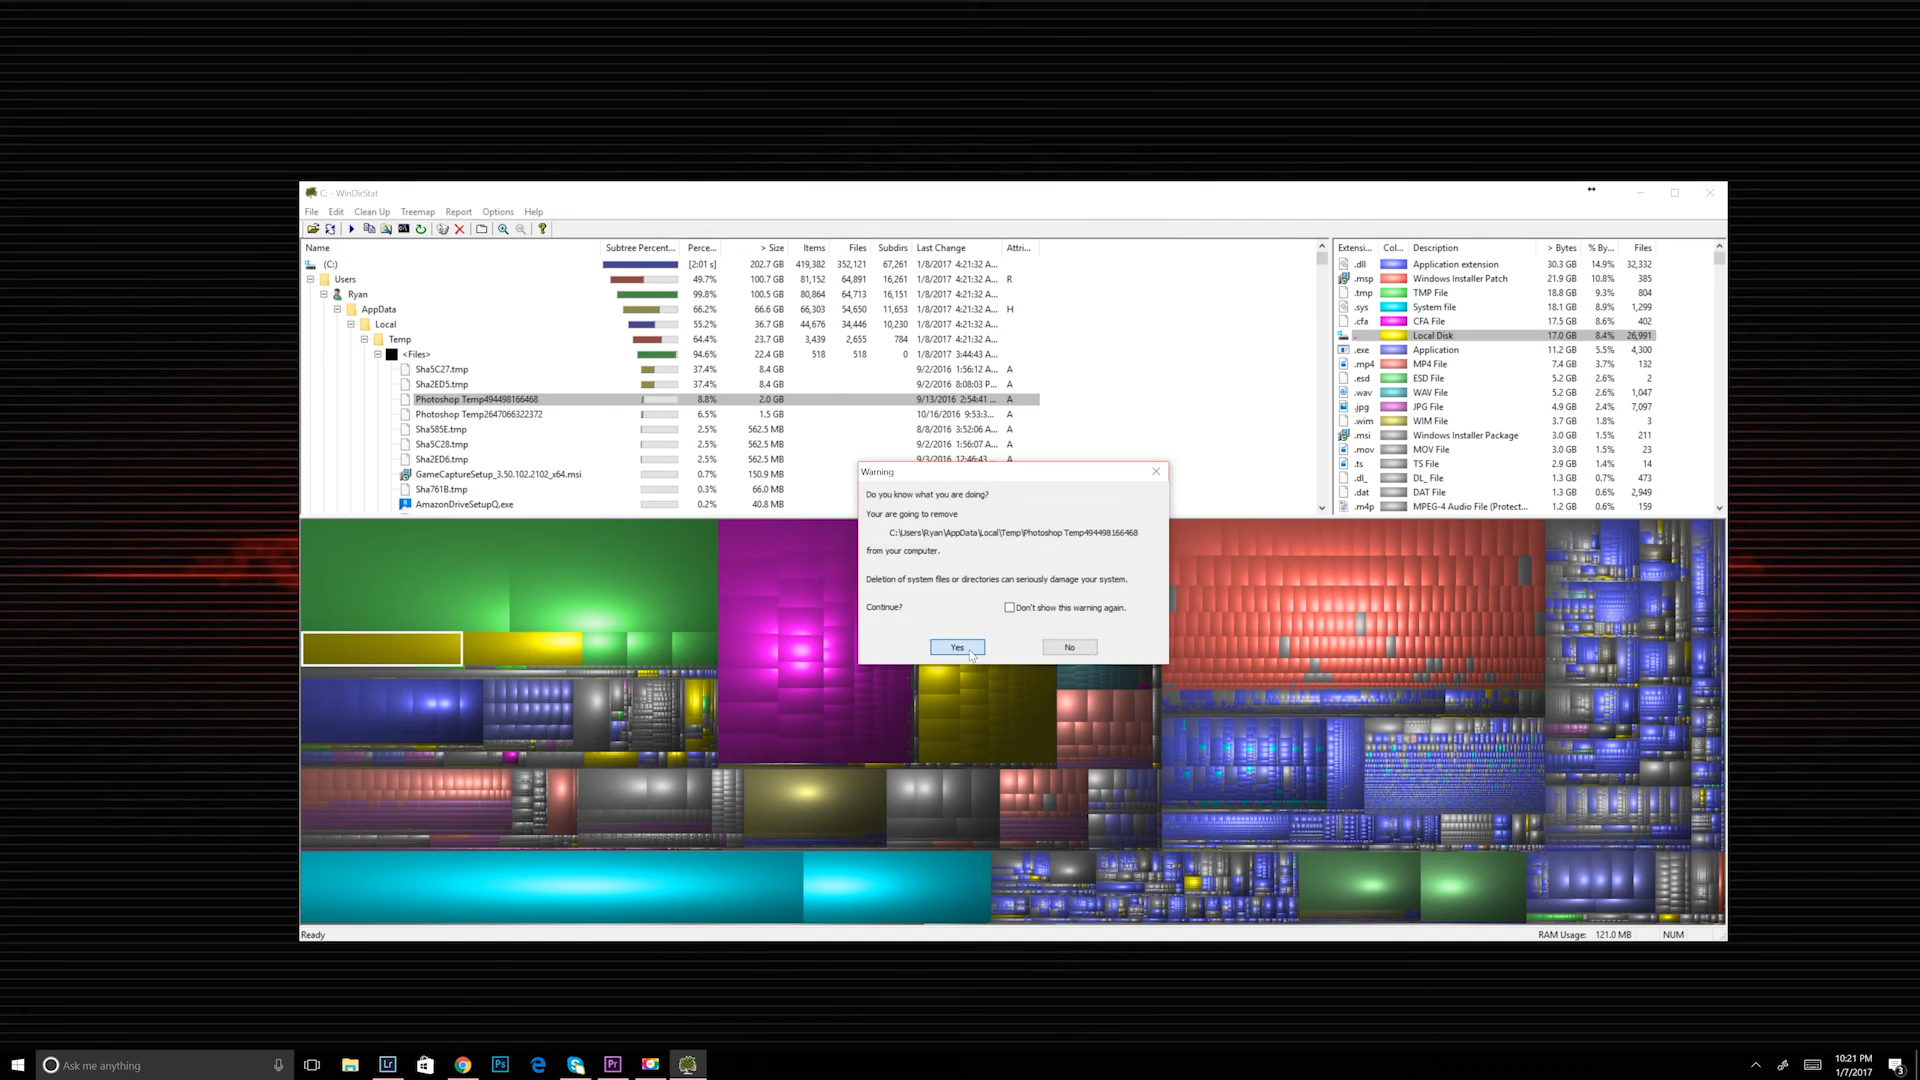 C: - WinDirStat
File Edit Clean Up Treemap Report Options Help
Name Subtree Percent... Perce... > Size Items Files Subdirs Last Change Attri...
(C:) [2:01 s] 202.7 GB 419,382 352,121 67,261 1/8/2017 4:21:32 A...
Users 49.7% 100.7 GB 81,152 64,891 16,261 1/8/2017 4:21:32 A... R
Ryan 99.8% 100.5 GB 80,864 64,713 16,151 1/8/2017 4:21:32 A...
AppData 66.2% 66.6 GB 66,303 54,650 11,653 1/8/2017 4:21:32 A... H
Local 55.2% 36.7 GB 44,676 34,446 10,230 1/8/2017 4:21:32 A...
Temp 64.4% 23.7 GB 3,439 2,655 784 1/8/2017 4:21:32 A...
<Files> 94.6% 22.4 GB 518 518 0 1/8/2017 3:44:43 A...
Sha5C27.tmp 37.4% 8.4 GB 9/2/2016 1:56:12 A... A
Sha2ED5.tmp 37.4% 8.4 GB 9/2/2016 8:08:03 P... A
Photoshop Temp494498166468 8.8% 2.0 GB 9/13/2016 2:54:41 ... A
Photoshop Temp2647066322372 6.5% 1.5 GB 10/16/2016 9:53:3... A
Sha585E.tmp 2.5% 562.5 MB 8/8/2016 3:52:06 A... A
Sha5C28.tmp 2.5% 562.5 MB 9/2/2016 1:56:07 A... A
Sha2ED6.tmp 2.5% 562.5 MB 9/3/2016 12:46:43 ... A
GameCaptureSetup_3.50.102.2102_x64.msi 0.7% 150.9 MB
Sha761B.tmp 0.3% 66.0 MB
AmazonDriveSetupQ.exe 0.2% 40.8 MB
Extensi... Col... Description > Bytes % By... Files
.dll Application extension 30.3 GB 14.9% 32,332
.msp Windows Installer Patch 21.9 GB 10.8% 385
.tmp TMP File 18.8 GB 9.3% 804
.sys System file 18.1 GB 8.9% 1,299
.cfa CFA File 17.5 GB 8.6% 402
. Local Disk 17.0 GB 8.4% 26,991
.exe Application 11.2 GB 5.5% 4,300
.mp4 MP4 File 7.4 GB 3.7% 132
.esd ESD File 5.2 GB 2.6% 2
.wav WAV File 5.2 GB 2.6% 1,047
.jpg JPG File 4.9 GB 2.4% 7,097
.wim WIM File 3.7 GB 1.8% 3
.msi Windows Installer Package 3.0 GB 1.5% 211
.mov MOV File 3.0 GB 1.5% 23
.ts TS File 2.9 GB 1.4% 14
.dl_ DL_ File 1.3 GB 0.7% 473
.dat DAT File 1.3 GB 0.6% 2,949
.m4p MPEG-4 Audio File (Protect... 1.2 GB 0.6% 159
Warning
Do you know what you are doing?
Your are going to remove
C:\Users\Ryan\AppData\Local\Temp\Photoshop Temp494498166468
from your computer.
Deletion of system files or directories can seriously damage your system.
Continue? Don't show this warning again.
Yes No
Ready RAM Usage: 121.0 MB NUM
Ask me anything
Lr Ps Pr
10:21 PM
1/7/2017
3